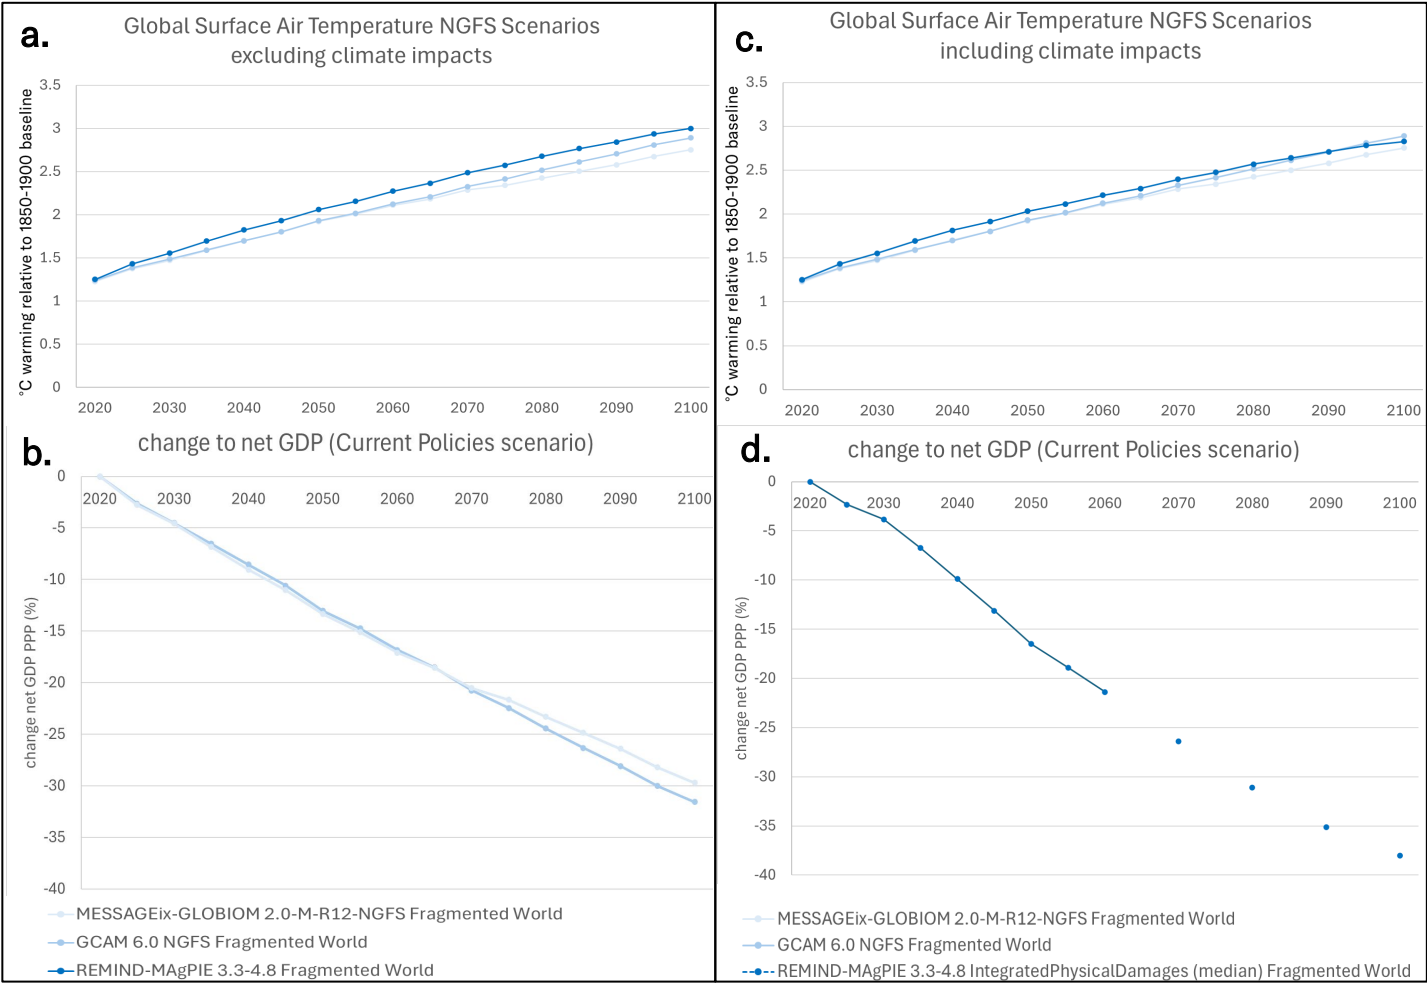 a.
Global Surface Air Temperature NGFS Scenarios
excluding climate impacts
°C warming relative to 1850-1900 baseline
3.5
3
2.5
2
1.5
1
0.5
0
2020 2030 2040 2050 2060 2070 2080 2090 2100
b.
change to net GDP (Current Policies scenario)
change net GDP PPP (%)
0
2020 2030 2040 2050 2060 2070 2080 2090 2100
-5
-10
-15
-20
-25
-30
-35
-40
MESSAGEix-GLOBIOM 2.0-M-R12-NGFS Fragmented World
GCAM 6.0 NGFS Fragmented World
REMIND-MAgPIE 3.3-4.8 Fragmented World
c.
Global Surface Air Temperature NGFS Scenarios
including climate impacts
°C warming relative to 1850-1900 baseline
3.5
3
2.5
2
1.5
1
0.5
0
2020 2030 2040 2050 2060 2070 2080 2090 2100
d.
change to net GDP (Current Policies scenario)
change net GDP PPP (%)
0
2020 2030 2040 2050 2060 2070 2080 2090 2100
-5
-10
-15
-20
-25
-30
-35
-40
MESSAGEix-GLOBIOM 2.0-M-R12-NGFS Fragmented World
GCAM 6.0 NGFS Fragmented World
REMIND-MAgPIE 3.3-4.8 IntegratedPhysicalDamages (median) Fragmented World